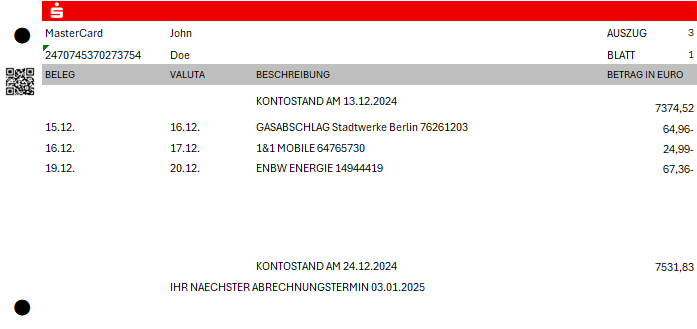 MasterCard John AUSZUG 3
2470745370273754 Doe BLATT 1
BELEG VALUTA BESCHREIBUNG BETRAG IN EURO
KONTOSTAND AM 13.12.2024 7374,52
15.12. 16.12. GASABSCHLAG Stadtwerke Berlin 76261203 64,96-
16.12. 17.12. 1&1 MOBILE 64765730 24,99-
19.12. 20.12. ENBW ENERGIE 14944419 67,36-
KONTOSTAND AM 24.12.2024 7531,83
IHR NAECHSTER ABRECHNUNGSTERMIN 03.01.2025